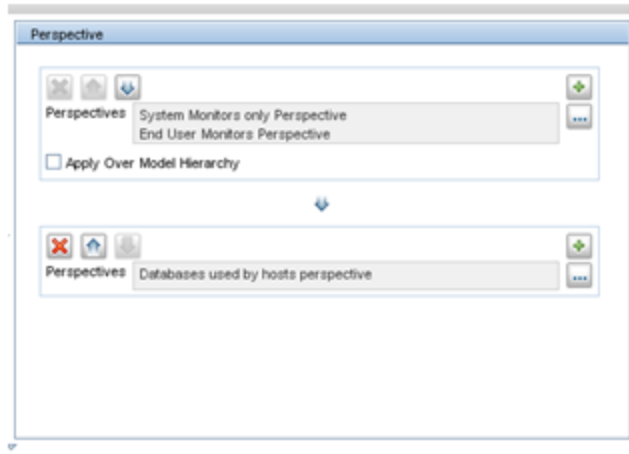 Perspective
Perspectives System Monitors only Perspective
End User Monitors Perspective
Apply Over Model Hierarchy
Perspectives Databases used by hosts perspective